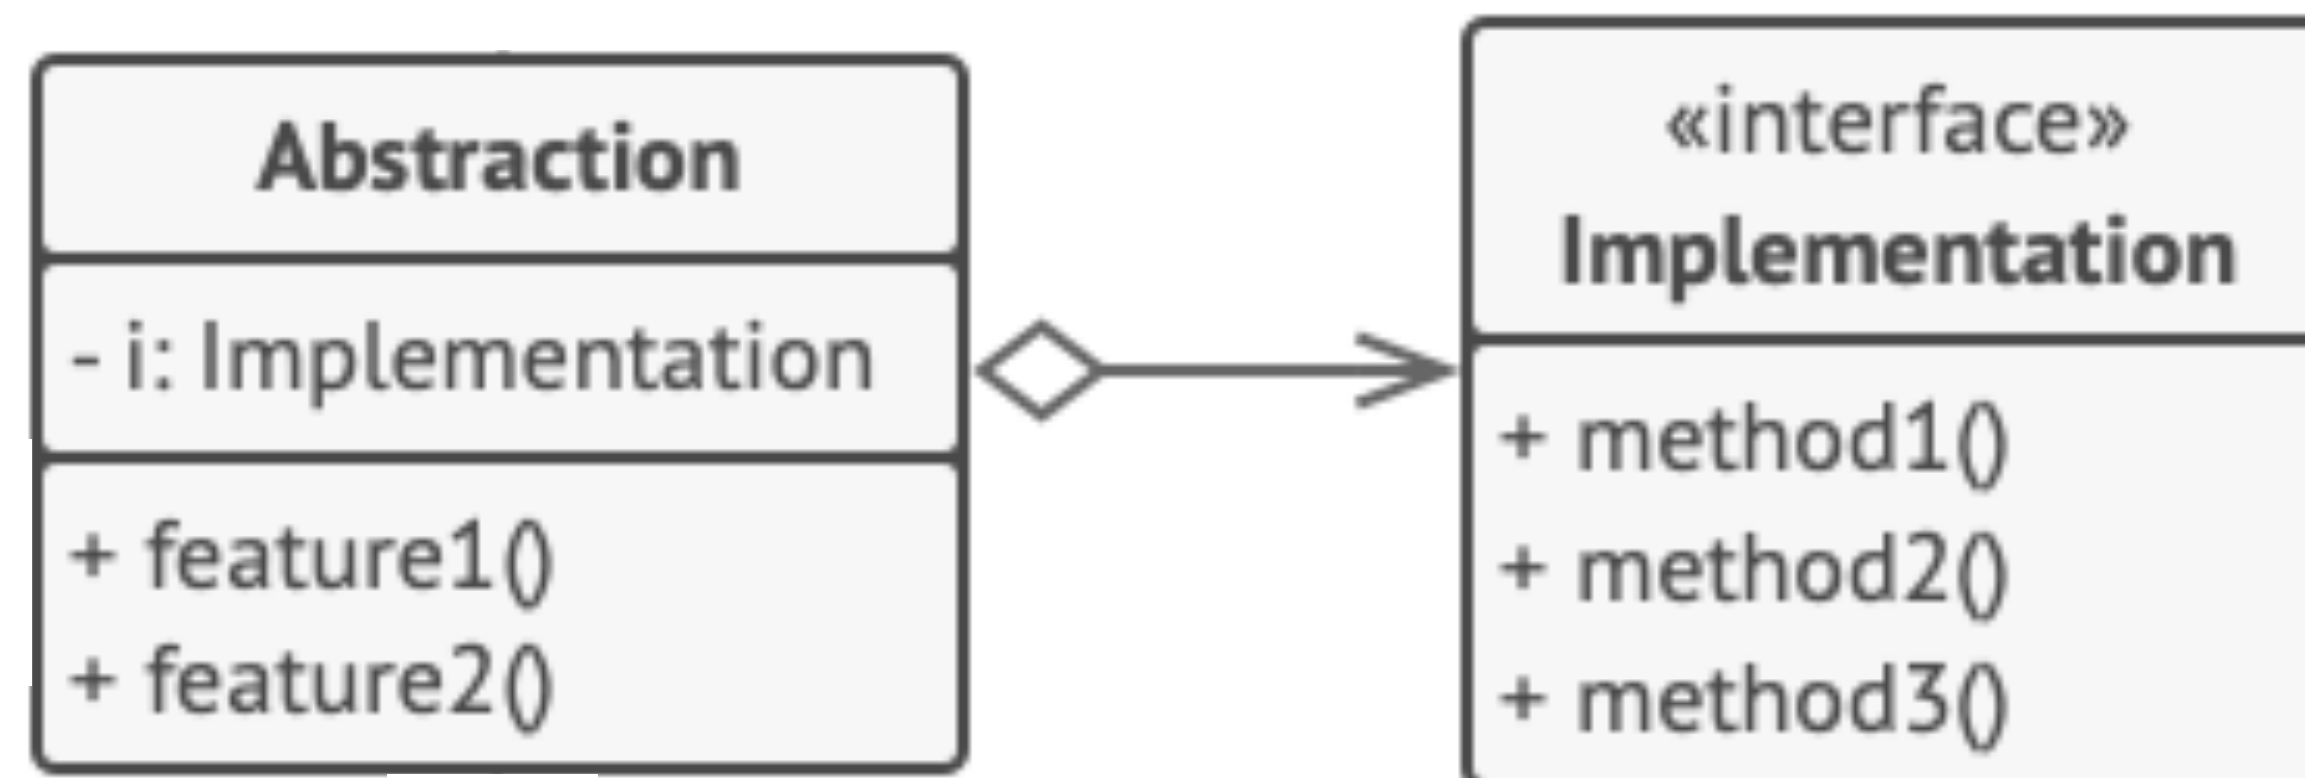 Abstraction
- i: Implementation
+ feature1()
+ feature2()
«interface»
Implementation
+ method1()
+ method2()
+ method3()